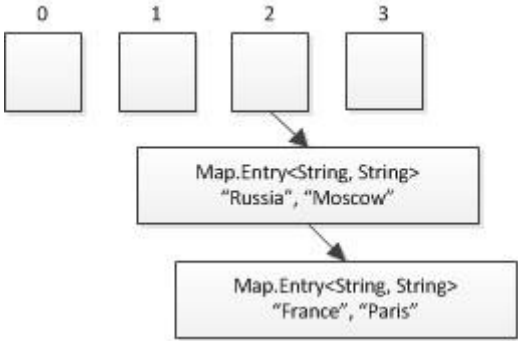 0 1 2 3
Map.Entry<String, String>
“Russia”, “Moscow”
Map.Entry<String, String>
“France”, “Paris”